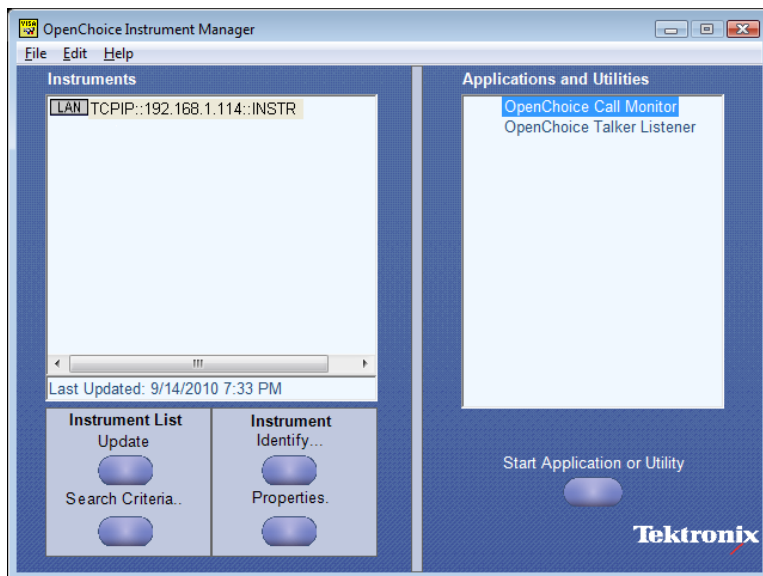 OpenChoice Instrument Manager
File Edit Help
Instruments
LAN TCPIP::192.168.1.114::INSTR
Last Updated: 9/14/2010 7:33 PM
Instrument List
Update
Search Criteria..
Instrument
Identify...
Properties.
Applications and Utilities
OpenChoice Call Monitor
OpenChoice Talker Listener
Start Application or Utility
Tektronix